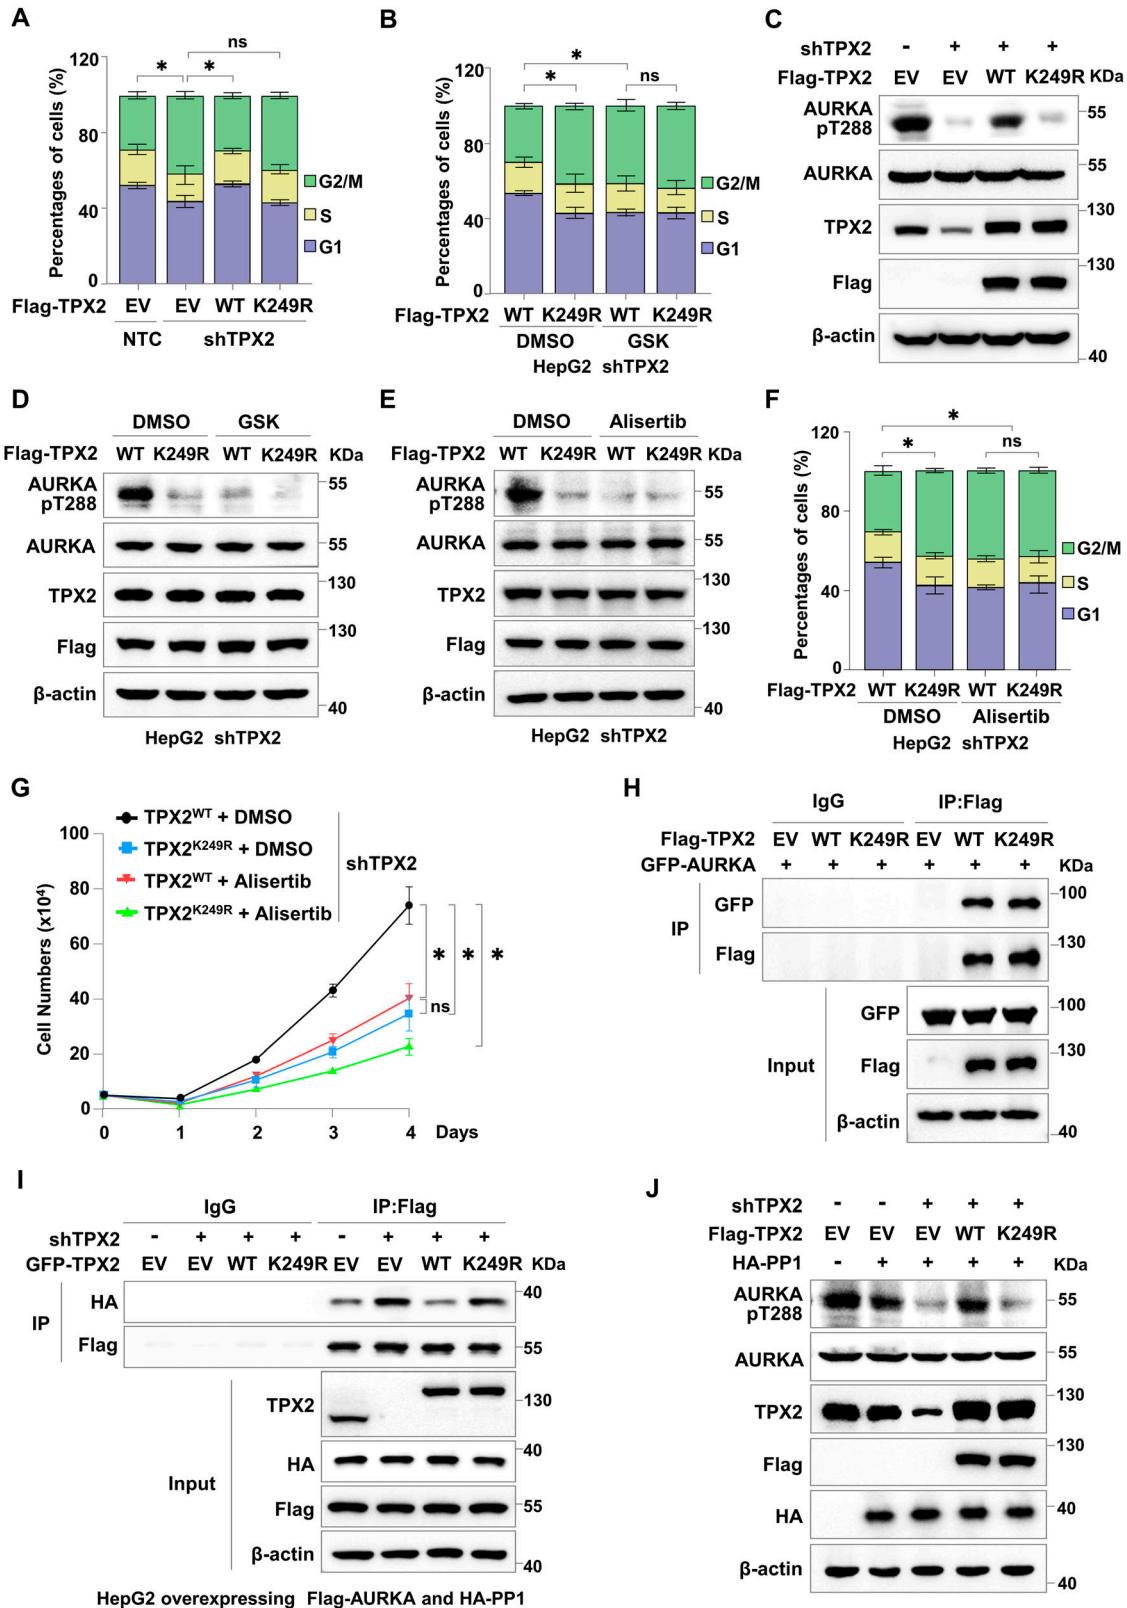 A
Percentages of cells (%)
120
80
40
0
ns
* *
G2/M
S
G1
Flag-TPX2 EV EV WT K249R
NTC shTPX2
B
Percentages of cells (%)
120
80
40
0
*
* ns
G2/M
S
G1
Flag-TPX2 WT K249R WT K249R
DMSO GSK
HepG2 shTPX2
C
shTPX2 - + + +
Flag-TPX2 EV EV WT K249R KDa
AURKA pT288 55
AURKA 55
TPX2 130
Flag 130
β-actin 40
D
DMSO GSK
Flag-TPX2 WT K249R WT K249R KDa
AURKA pT288 55
AURKA 55
TPX2 130
Flag 130
β-actin 40
HepG2 shTPX2
E
DMSO Alisertib
Flag-TPX2 WT K249R WT K249R KDa
AURKA pT288 55
AURKA 55
TPX2 130
Flag 130
β-actin 40
HepG2 shTPX2
F
Percentages of cells (%)
120
80
40
0
*
* ns
G2/M
S
G1
Flag-TPX2 WT K249R WT K249R
DMSO Alisertib
HepG2 shTPX2
G
TPX2WT + DMSO
TPX2K249R + DMSO
TPX2WT + Alisertib
TPX2K249R + Alisertib
shTPX2
Cell Numbers (x10⁴)
100
80
60
40
20
0
* * *
ns
0 1 2 3 4 Days
H
IgG IP:Flag
Flag-TPX2 EV WT K249R EV WT K249R
GFP-AURKA + + + + + + KDa
IP
GFP 100
Flag 130
Input
GFP 100
Flag 130
β-actin 40
I
IgG IP:Flag
shTPX2 - + + + - + + +
GFP-TPX2 EV EV WT K249R EV EV WT K249R KDa
IP
HA 40
Flag 55
Input
TPX2 130
HA 40
Flag 55
β-actin 40
HepG2 overexpressing Flag-AURKA and HA-PP1
J
shTPX2 - - + + +
Flag-TPX2 EV EV EV WT K249R
HA-PP1 - + + + + KDa
AURKA pT288 55
AURKA 55
TPX2 130
Flag 130
HA 40
β-actin 40